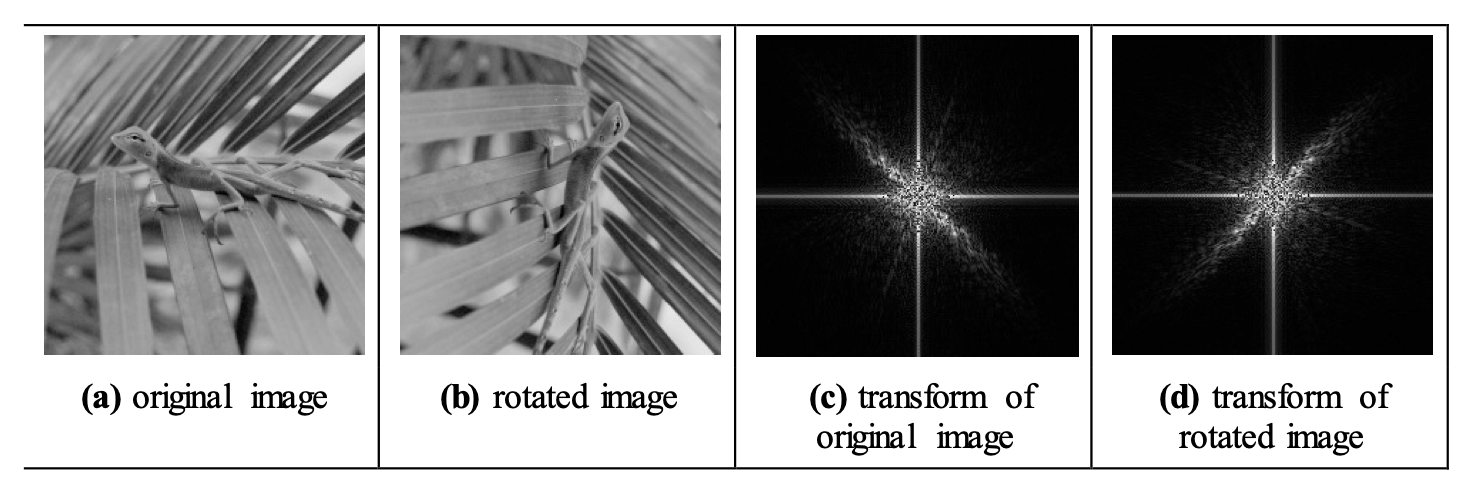 (a) original image
(b) rotated image
(c) transform of
original image
(d) transform of
rotated image